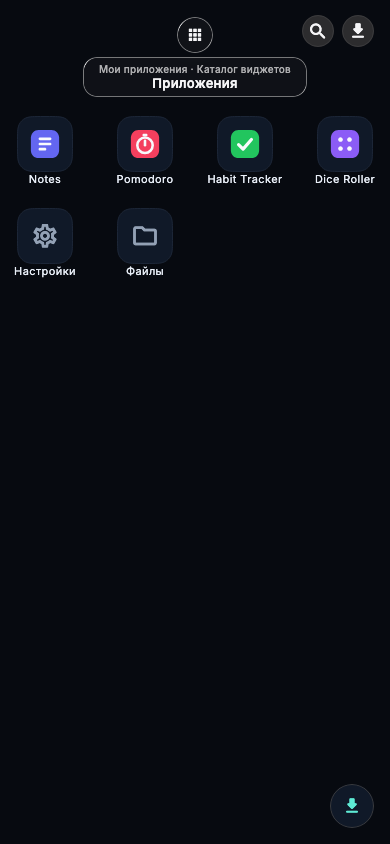 Мои приложения · Каталог виджетов
Приложения
Notes
Pomodoro
Habit Tracker
Dice Roller
Настройки
Файлы